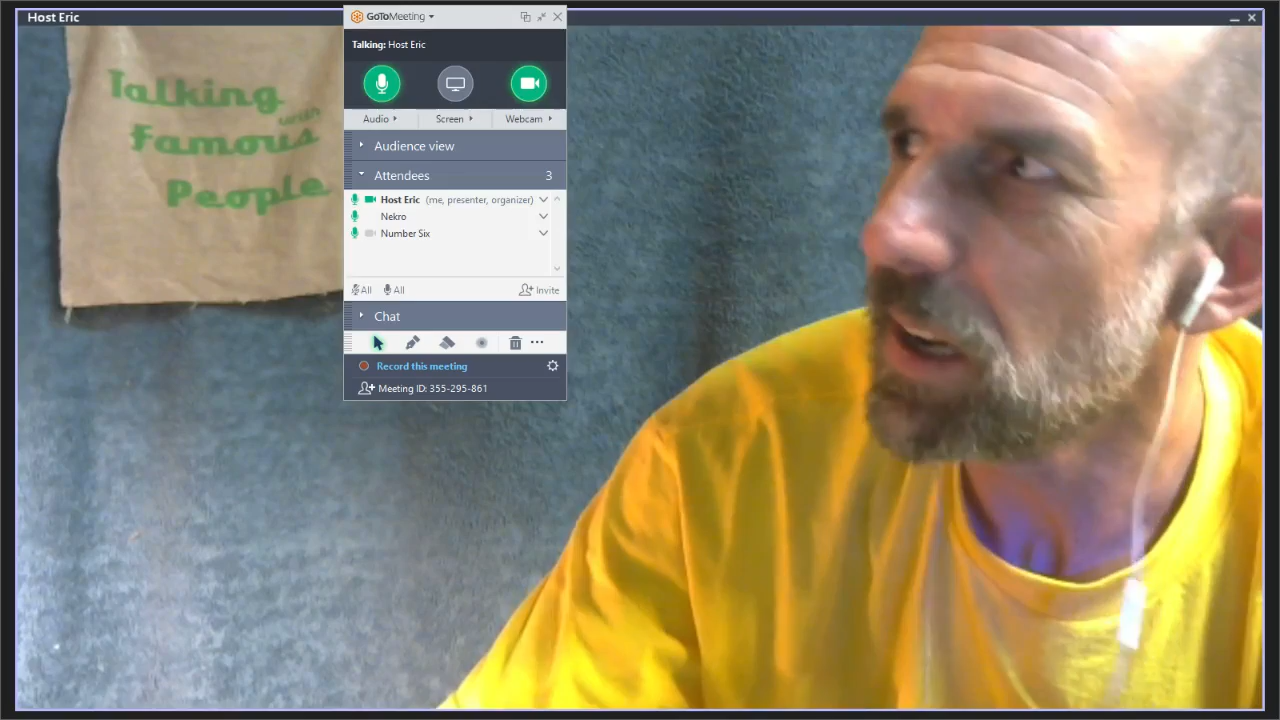 Host Eric
Talking
with
Famous
People
GoToMeeting
Talking: Host Eric
Audio
Screen
Webcam
Audience view
Attendees 3
Host Eric (me, presenter, organizer)
Nekro
Number Six
All All Invite
Chat
Record this meeting
Meeting ID: 355-295-861